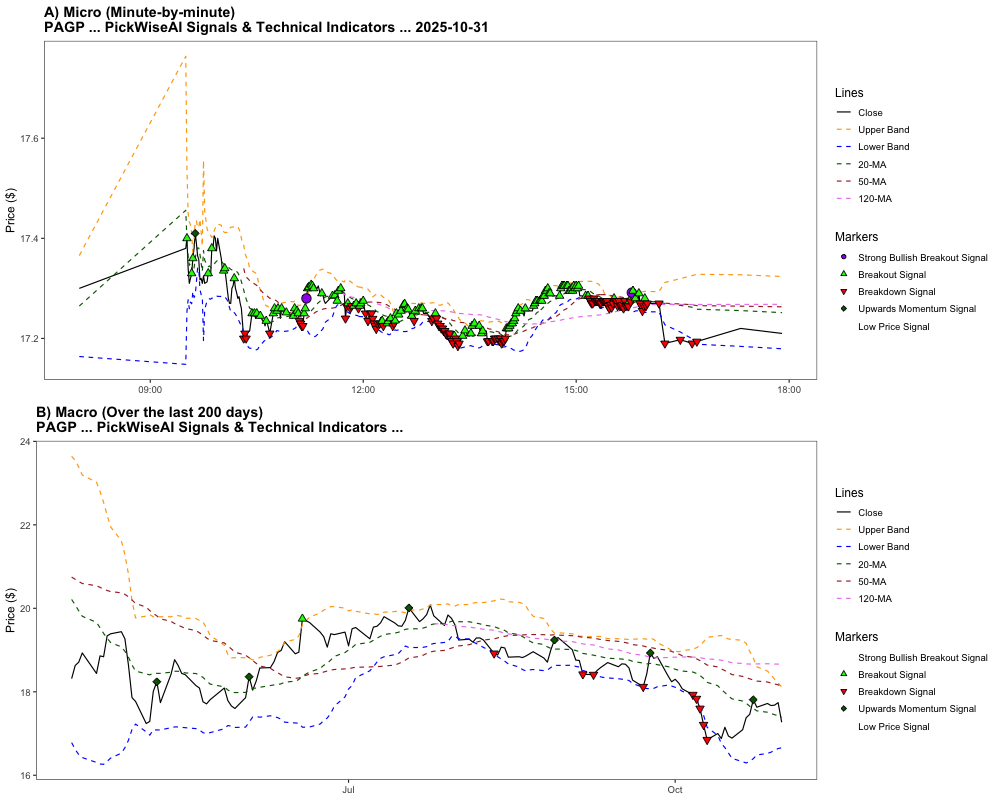 A) Micro (Minute-by-minute)
PAGP ... PickWiseAI Signals & Technical Indicators ... 2025-10-31
Price ($)
17.6
17.4
17.2
09:00
12:00
15:00
18:00
Lines
Close
Upper Band
Lower Band
20-MA
50-MA
120-MA
Markers
Strong Bullish Breakout Signal
Breakout Signal
Breakdown Signal
Upwards Momentum Signal
Low Price Signal
B) Macro (Over the last 200 days)
PAGP ... PickWiseAI Signals & Technical Indicators ...
Price ($)
24
22
20
18
16
Jul
Oct
Lines
Close
Upper Band
Lower Band
20-MA
50-MA
120-MA
Markers
Strong Bullish Breakout Signal
Breakout Signal
Breakdown Signal
Upwards Momentum Signal
Low Price Signal